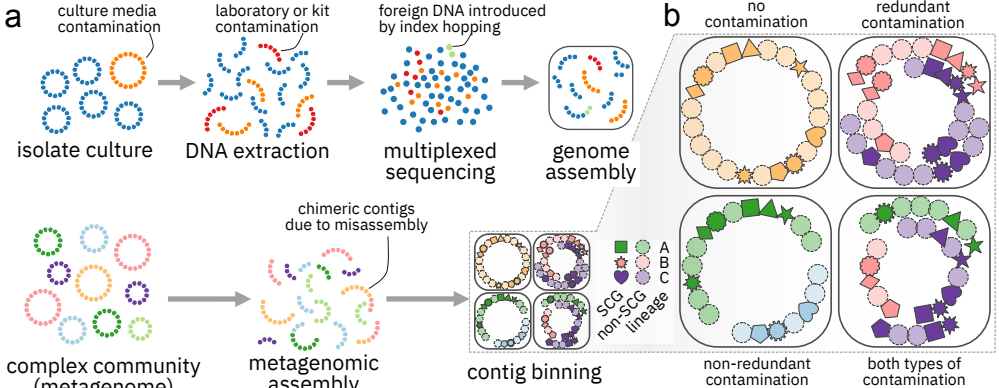 a
culture media
contamination
laboratory or kit
contamination
foreign DNA introduced
by index hopping
isolate culture
DNA extraction
multiplexed
sequencing
genome
assembly
chimeric contigs
due to misassembly
complex community
(metagenome)
metagenomic
assembly
contig binning
A
B
C
SCG
non-SCG
lineage
b
no
contamination
redundant
contamination
non-redundant
contamination
both types of
contamination